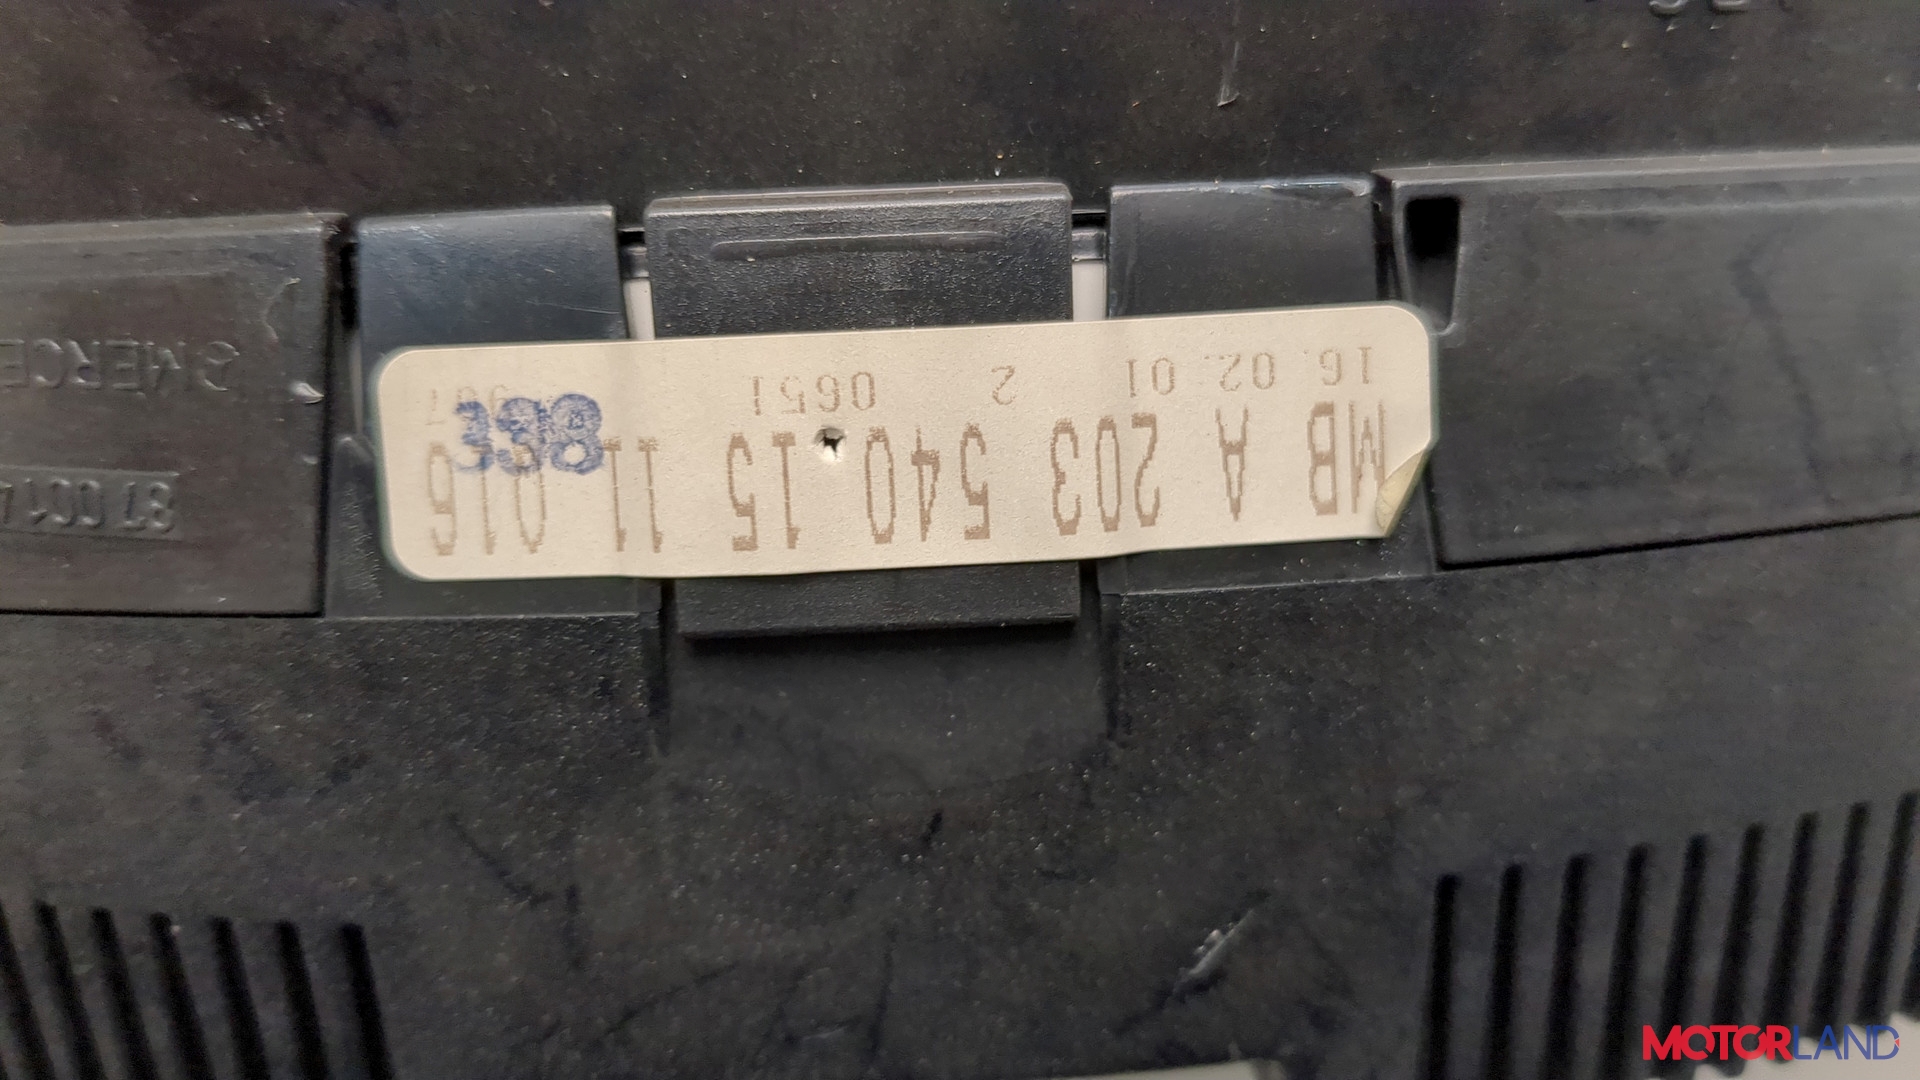 MB A 203 540 15 11 016
16.02.01 2 0651
338
MOTORLAND